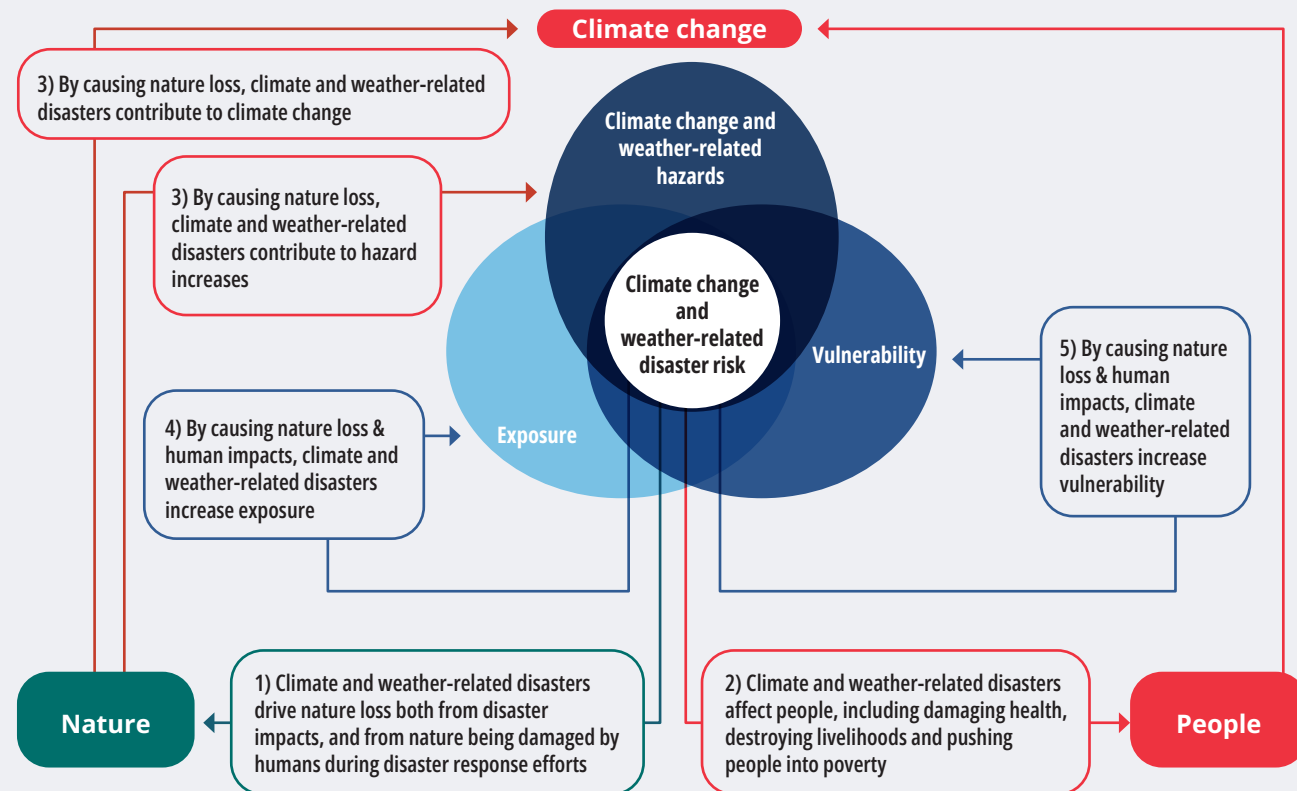 Climate change
3) By causing nature loss, climate and weather-related
disasters contribute to climate change
Climate change and
weather-related
hazards
3) By causing nature loss,
climate and weather-related
disasters contribute to hazard
increases
Climate change
and
weather-related
disaster risk
Vulnerability
5) By causing nature
loss & human
impacts, climate
and weather-related
disasters increase
vulnerability
Exposure
4) By causing nature loss &
human impacts, climate and
weather-related disasters
increase exposure
Nature
1) Climate and weather-related disasters
drive nature loss both from disaster
impacts, and from nature being damaged by
humans during disaster response efforts
2) Climate and weather-related disasters
affect people, including damaging health,
destroying livelihoods and pushing
people into poverty
People